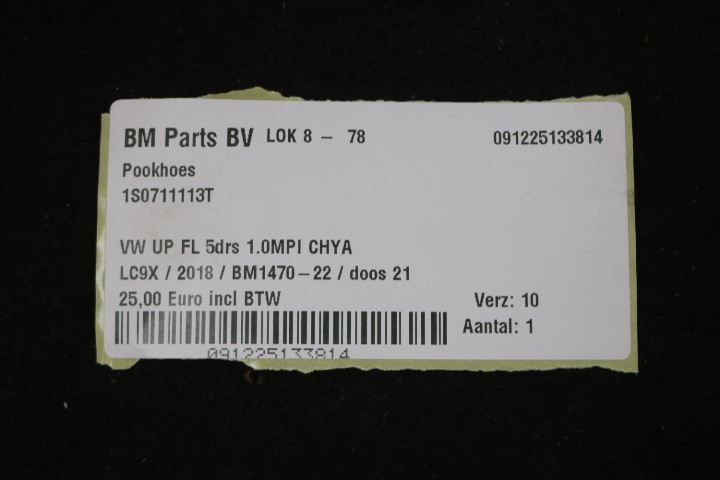 BM Parts BV LOK 8 - 78 091225133814
Pookhoes
1S0711113T
VW UP FL 5drs 1.0MPI CHYA
LC9X / 2018 / BM1470-22 / doos 21
25,00 Euro incl BTW Verz: 10
Aantal: 1
091225133814